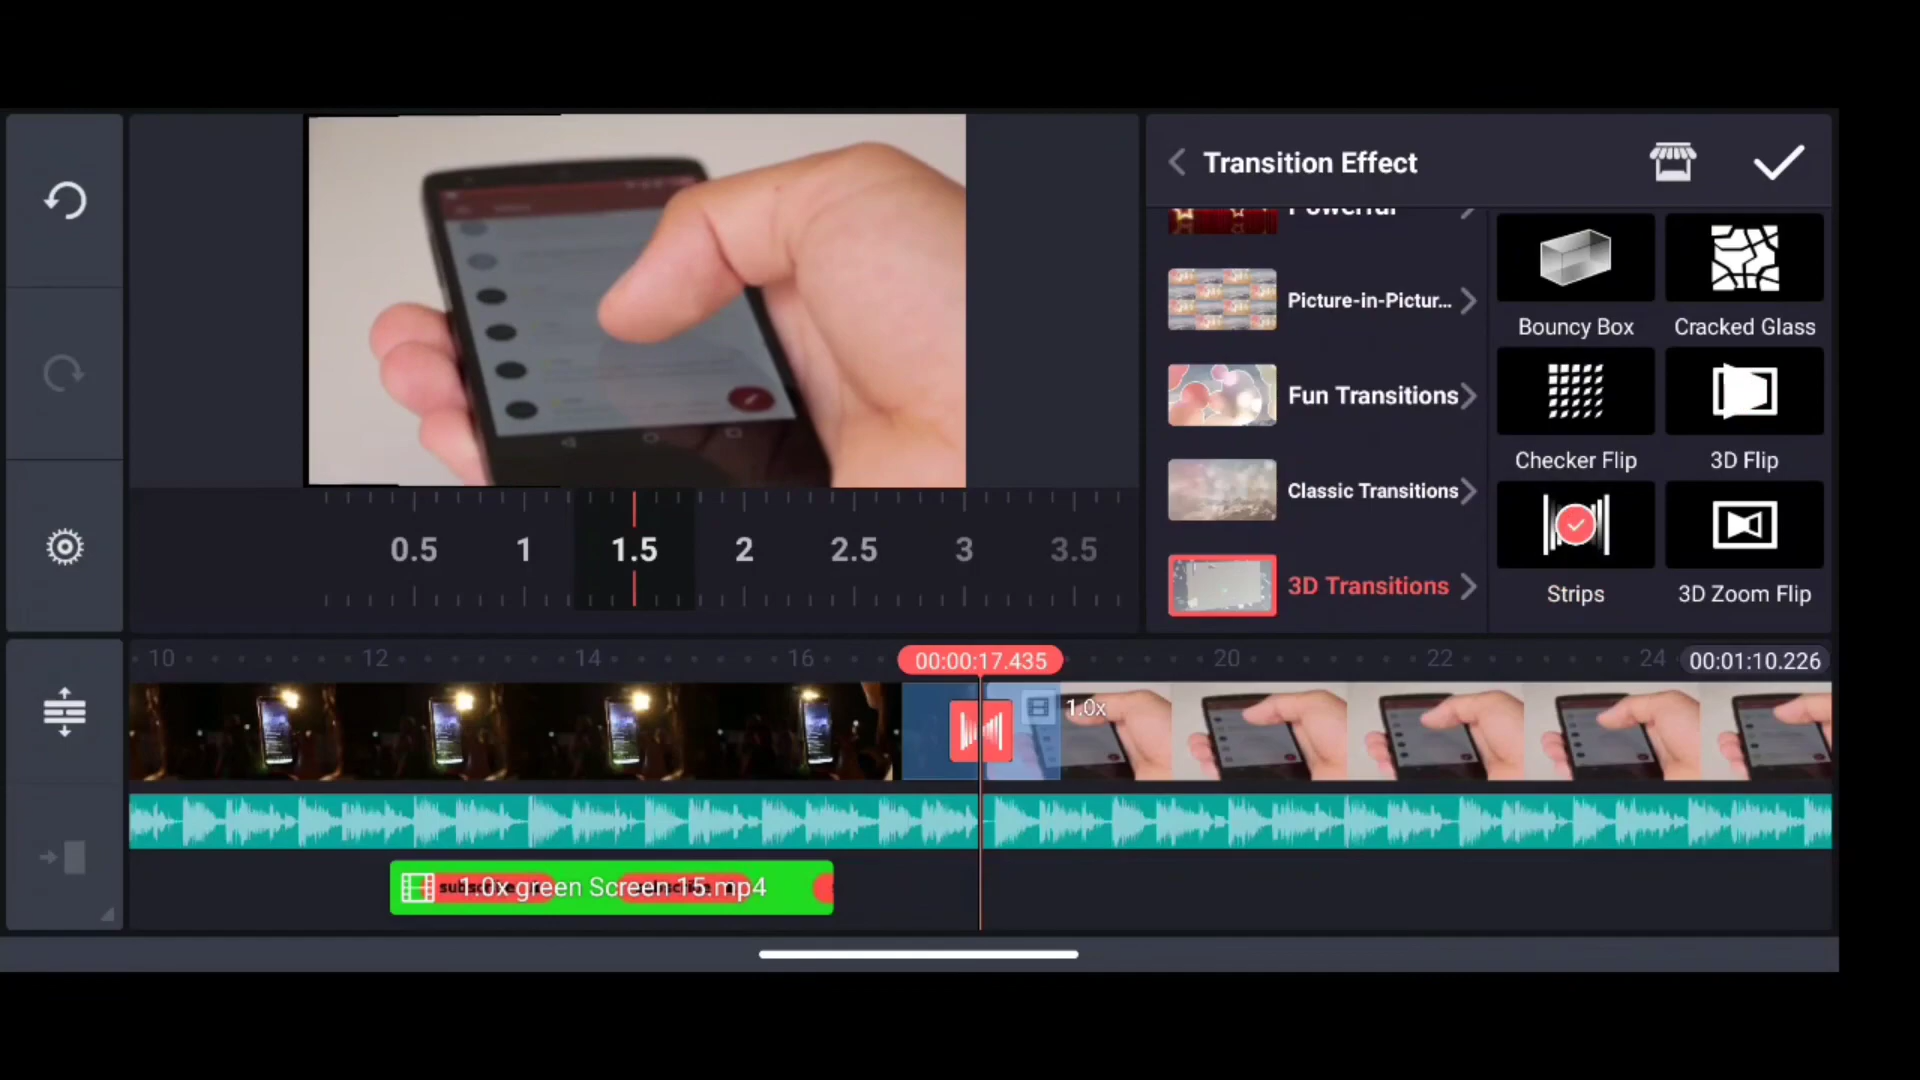 Transition Effect
Powerful
Picture-in-Pictur...
Fun Transitions
Classic Transitions
3D Transitions
Bouncy Box
Cracked Glass
Checker Flip
3D Flip
Strips
3D Zoom Flip
0.5 1 1.5 2 2.5 3 3.5
10 12 14 16 00:00:17.435 20 22 24 00:01:10.226
1.0x
1.0x green Screen 15.mp4